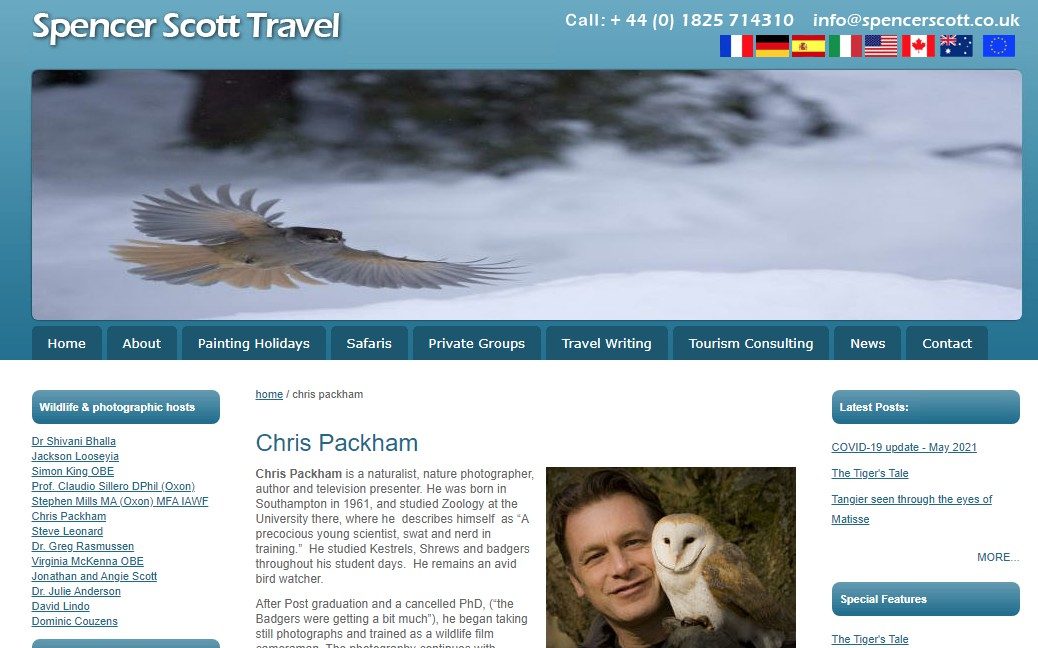 Spencer Scott Travel
Call: + 44 (0) 1825 714310 info@spencerscott.co.uk
Home About Painting Holidays Safaris Private Groups Travel Writing Tourism Consulting News Contact
Wildlife & photographic hosts
Dr Shivani Bhalla
Jackson Looseyia
Simon King OBE
Prof. Claudio Sillero DPhil (Oxon)
Stephen Mills MA (Oxon) MFA IAWF
Chris Packham
Steve Leonard
Dr. Greg Rasmussen
Virginia McKenna OBE
Jonathan and Angie Scott
Dr. Julie Anderson
David Lindo
Dominic Couzens
home / chris packham
Chris Packham
Chris Packham is a naturalist, nature photographer,
author and television presenter. He was born in
Southampton in 1961, and studied Zoology at the
University there, where he  describes himself  as “A
precocious young scientist, swat and nerd in
training.”  He studied Kestrels, Shrews and badgers
throughout his student days.  He remains an avid
bird watcher.
After Post graduation and a cancelled PhD, (“the
Badgers were getting a bit much”), he began taking
still photographs and trained as a wildlife film
cameraman. The photography continues with
Latest Posts:
COVID-19 update - May 2021
The Tiger's Tale
Tangier seen through the eyes of
Matisse
MORE...
Special Features
The Tiger's Tale